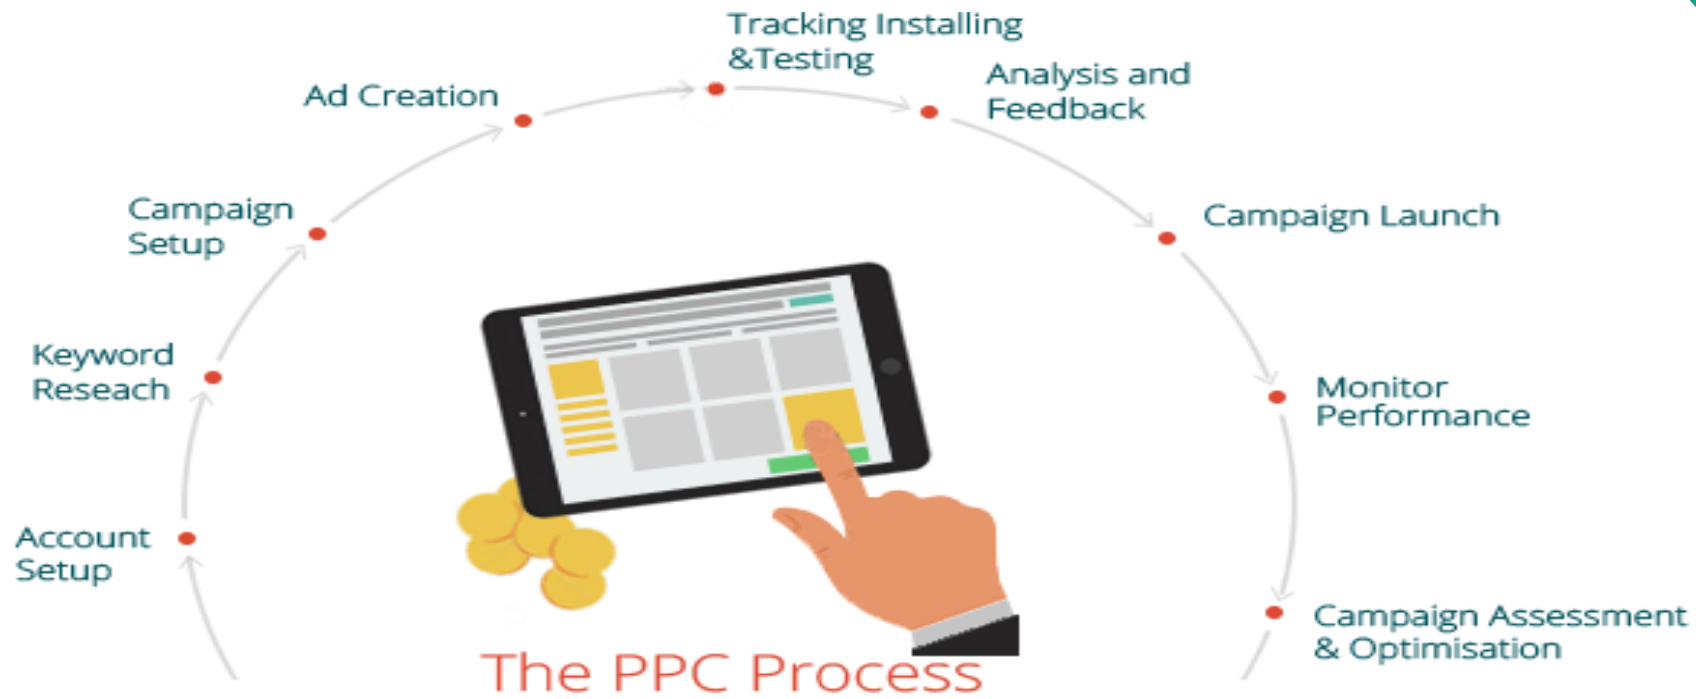 Tracking Installing
&Testing
Analysis and
Feedback
Ad Creation
Campaign
Setup
Campaign Launch
Keyword
Reseach
Monitor
Performance
Account
Setup
Campaign Assessment
& Optimisation
The PPC Process